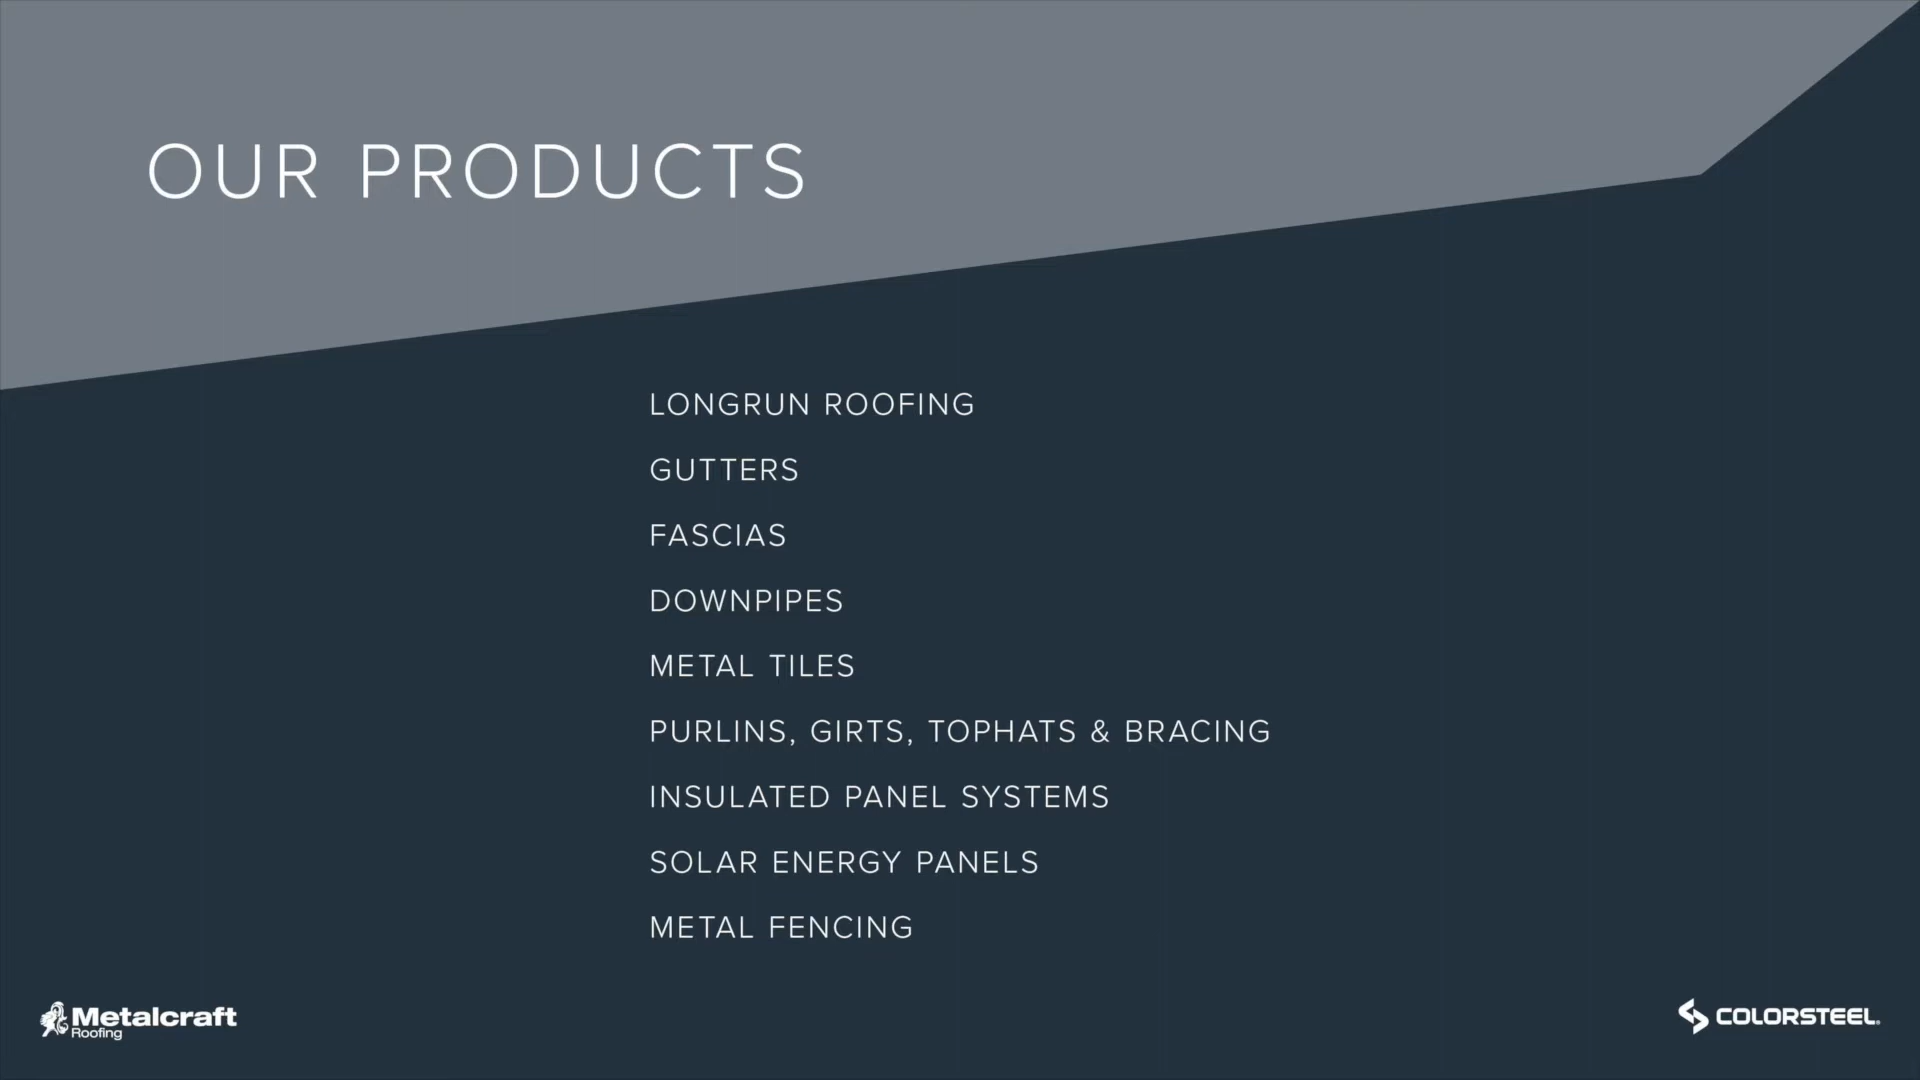 OUR PRODUCTS
LONGRUN ROOFING
GUTTERS
FASCIAS
DOWNPIPES
METAL TILES
PURLINS, GIRTS, TOPHATS & BRACING
INSULATED PANEL SYSTEMS
SOLAR ENERGY PANELS
METAL FENCING
Metalcraft
Roofing
COLORSTEEL®